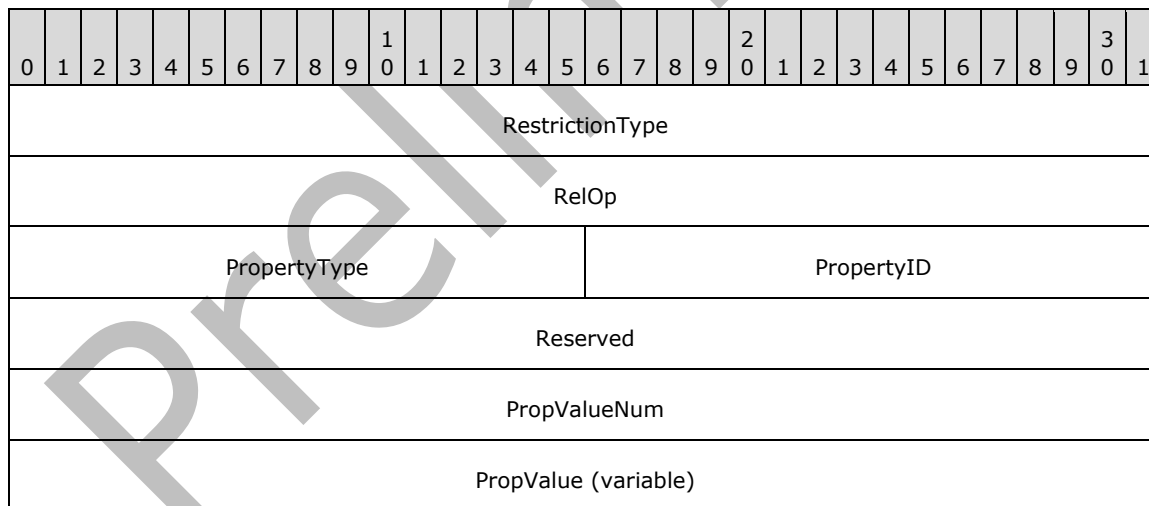 1 2 3
0 1 2 3 4 5 6 7 8 9 0 1 2 3 4 5 6 7 8 9 0 1 2 3 4 5 6 7 8 9 0 1
RestrictionType
RelOp
PropertyType PropertyID
Reserved
PropValueNum
PropValue (variable)
Prelim